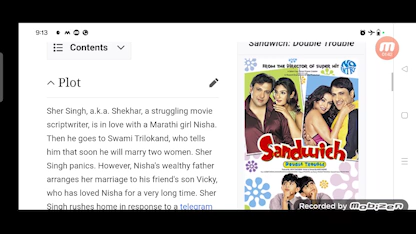 9:13
Contents
Sandwich: Double Trouble
Plot
Sher Singh, a.k.a. Shekhar, a struggling movie
scriptwriter, is in love with a Marathi girl Nisha.
Then he goes to Swami Trilokand, who tells
him that soon he will marry two women. Sher
Singh panics. However, Nisha's wealthy father
arranges her marriage to his friend's son Vicky,
who has loved Nisha for a very long time. Sher
Singh rushes home in response to a telegram
FROM THE DIRECTOR OF SUPER HIT
NO
ENTRY
Sandwich
DOUBLE TROUBLE
Recorded by Mobizen